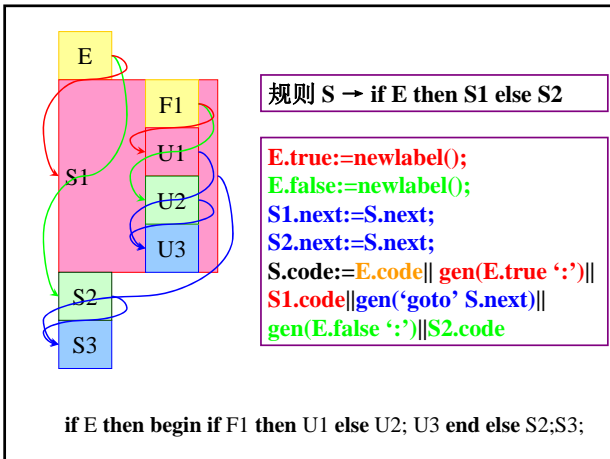 E
F1
S1
U1
U2
U3
S2
S3
规则 S → if E then S1 else S2
E.true:=newlabel();
E.false:=newlabel();
S1.next:=S.next;
S2.next:=S.next;
S.code:=E.code|| gen(E.true ‘:’)||
S1.code||gen(‘goto’ S.next)||
gen(E.false ‘:’)||S2.code
if E then begin if F1 then U1 else U2; U3 end else S2;S3;